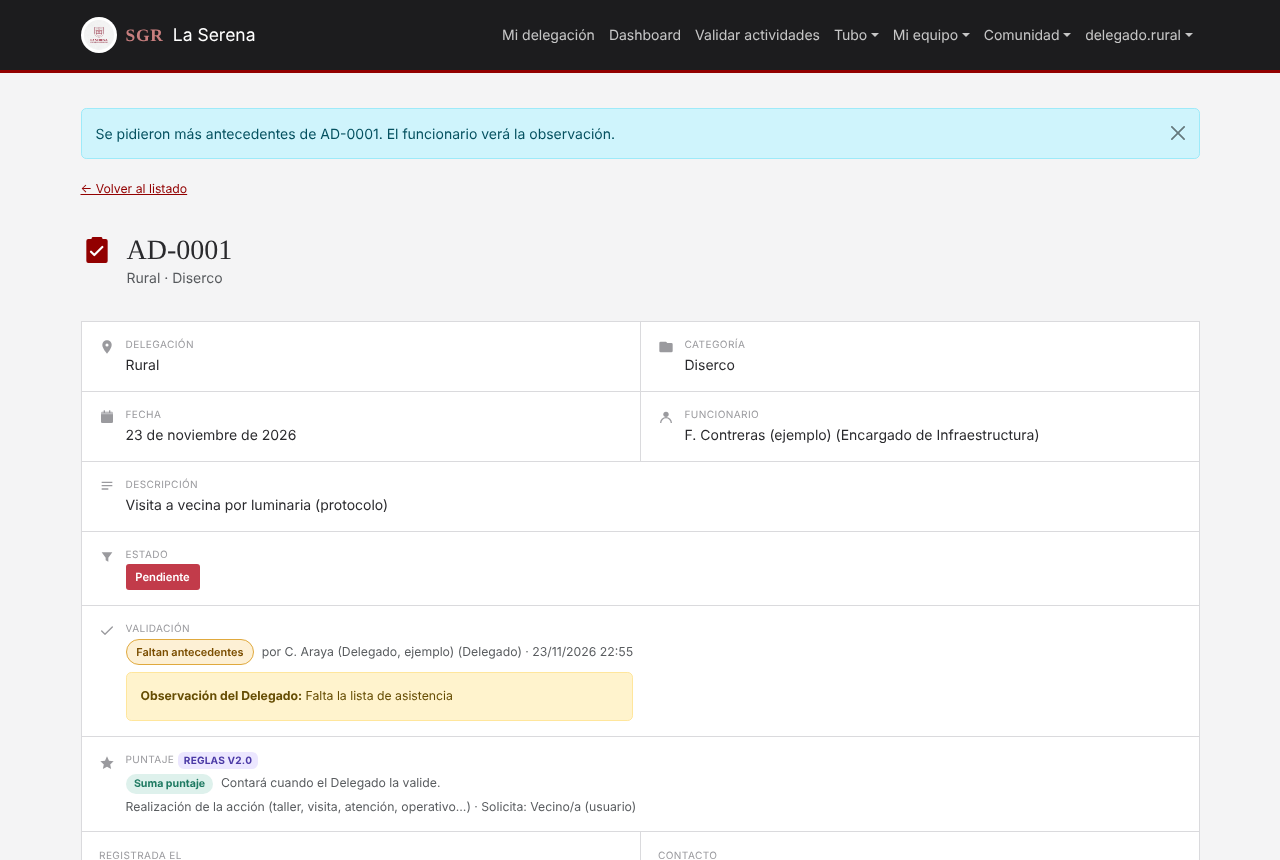 SGR La Serena
Mi delegación Dashboard Validar actividades Tubo Mi equipo Comunidad delegado.rural
Se pidieron más antecedentes de AD-0001. El funcionario verá la observación.
← Volver al listado
AD-0001
Rural · Diserco
DELEGACIÓN
Rural
CATEGORÍA
Diserco
FECHA
23 de noviembre de 2026
FUNCIONARIO
F. Contreras (ejemplo) (Encargado de Infraestructura)
DESCRIPCIÓN
Visita a vecina por luminaria (protocolo)
ESTADO
Pendiente
VALIDACIÓN
Faltan antecedentes por C. Araya (Delegado, ejemplo) (Delegado) · 23/11/2026 22:55
Observación del Delegado: Falta la lista de asistencia
PUNTAJE REGLAS V2.0
Suma puntaje Contará cuando el Delegado la valide.
Realización de la acción (taller, visita, atención, operativo…) · Solicita: Vecino/a (usuario)
REGISTRADA EL
CONTACTO